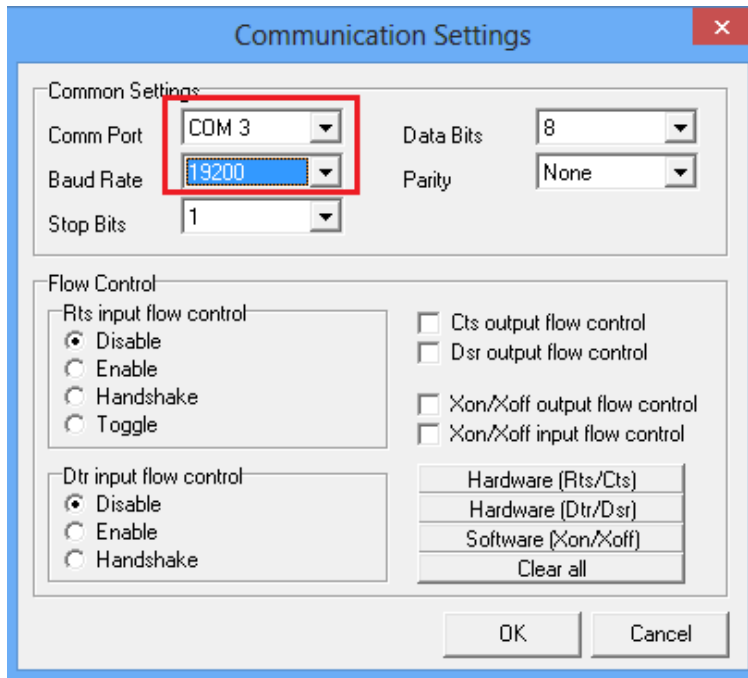 Communication Settings
Common Settings
Comm Port
COM 3
Data Bits
8
Baud Rate
19200
Parity
None
Stop Bits
1
Flow Control
Rts input flow control
Disable
Enable
Handshake
Toggle
Cts output flow control
Dsr output flow control
Xon/Xoff output flow control
Xon/Xoff input flow control
Dtr input flow control
Disable
Enable
Handshake
Hardware (Rts/Cts)
Hardware (Dtr/Dsr)
Software (Xon/Xoff)
Clear all
OK
Cancel